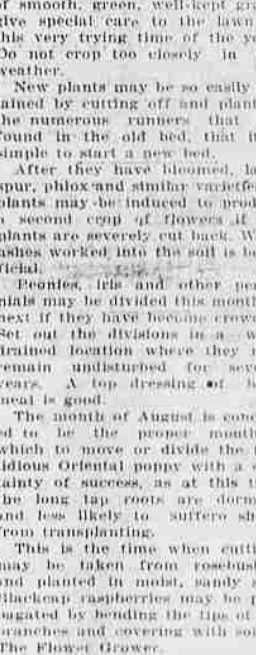 of smooth, green, well-kept
give special care to the lawn
this very trying time of the
Do not crop too closely in
weather.
New plants may be so easily
tained by cutting off and plant
the numerous runners that
found in the old bed, that it
simple to start a new bed.
After they have bloomed, la
spur, phlox and similar varieties
plants may be induced to prod
a second crop of flowers if
plants are severely cut back. W
ashes worked into the soil is be
ficial.
Peonies, iris and other per
nials may be divided this month
next if they have become crow
Set out the divisions in a w
drained location where they
remain undisturbed for seve
years. A top dressing of
meal is good.
The month of August is conc
ed to be the proper month
which to move or divide the
tidious Oriental poppy with a
tainty of success, as at this t
the long tap roots are dorm
and less likely to suffero sh
from transplanting.
This is the time when cutti
may be taken from rosebush
and planted in moist, sandy s
Blackcap raspberries may be p
pagated by bending the tips of
branches and covering with soi
The Flower Grower.